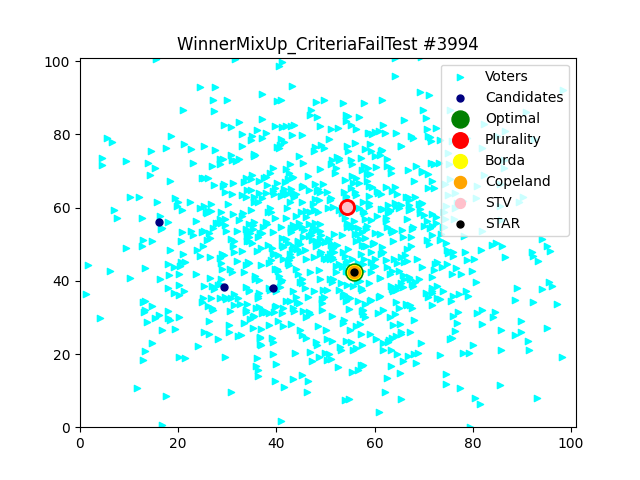 WinnerMixUp_CriteriaFailTest #3994
100
80
60
40
20
0
0
20
40
60
80
100
Voters
Candidates
Optimal
Plurality
Borda
Copeland
STV
STAR